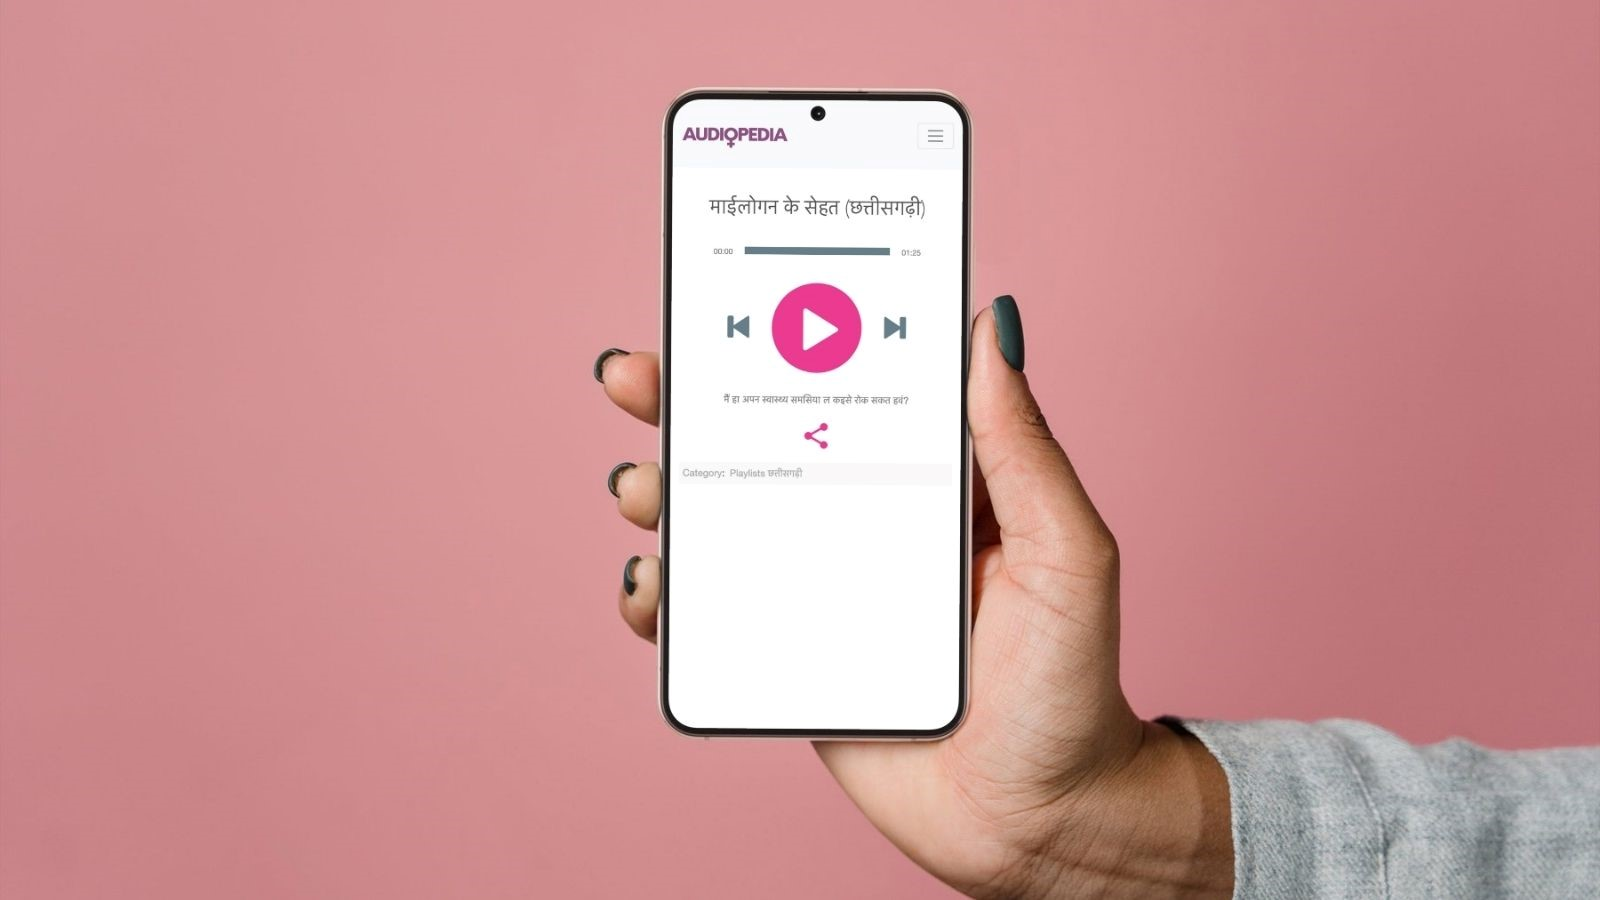 AUDIOPEDIA
माईलोगन के सेहत (छत्तीसगढ़ी)
00:00 01:25
मैं हा अपन स्वास्थ्य समसिया ल कइसे रोक सकत हवं?
Category: Playlists छत्तीसगढ़ी